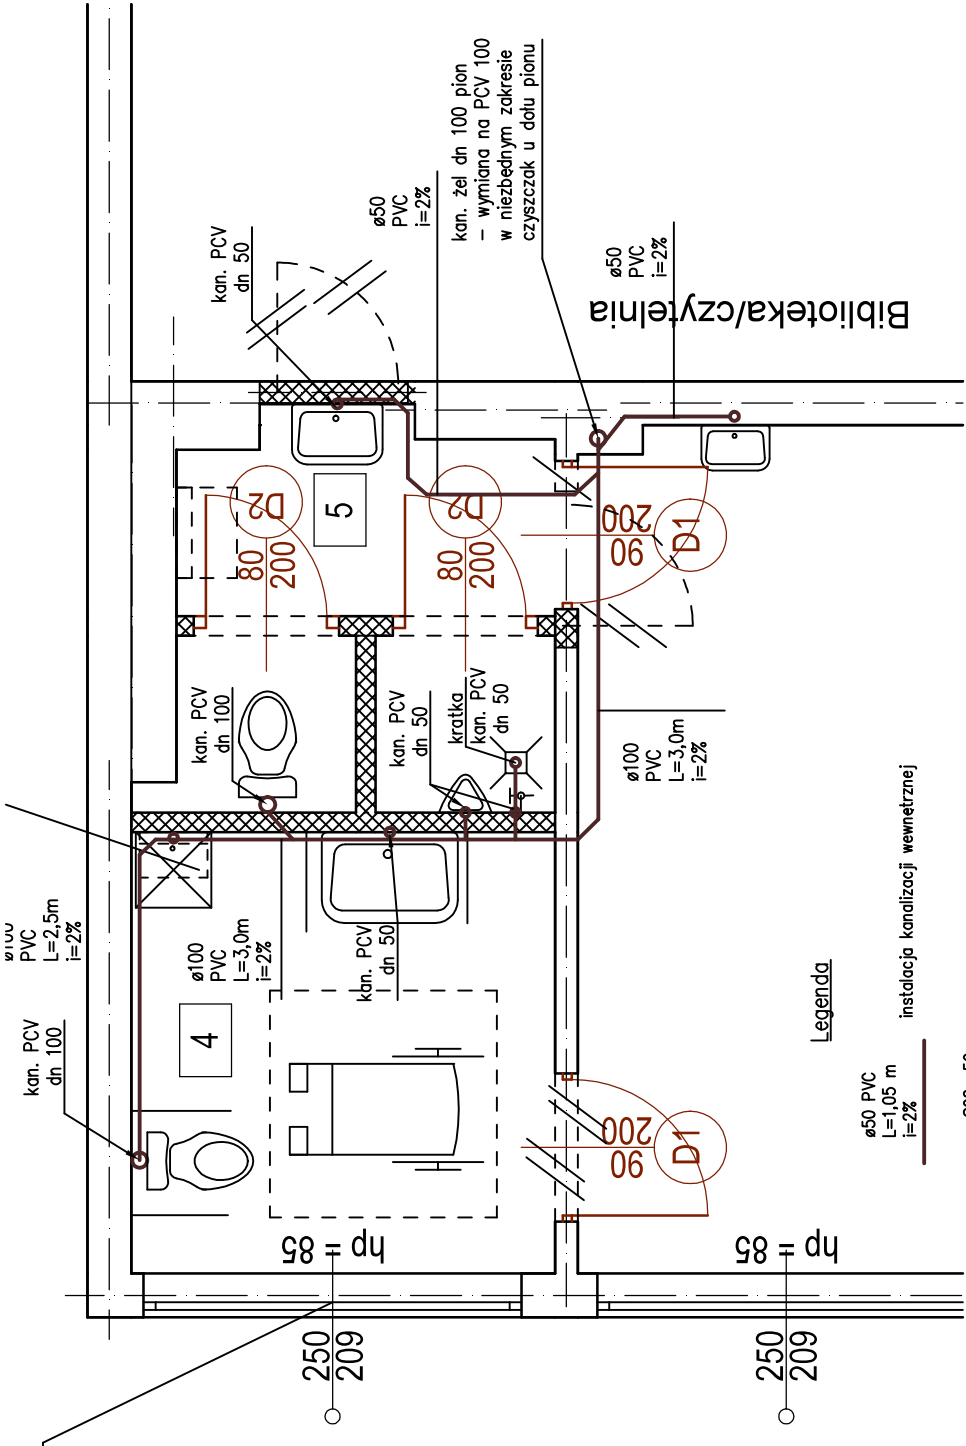 kan. żel dn 100 pion
- wymiana na PCV 100
w niezbędnym zakresie
czyszczak u dołu pionu
ø50
PVC
i=2%
kan. PCV
dn 50
ø50
PVC
i=2%
Biblioteka/czytelnia
D2
80
200
5
D2
80
200
D1
90
200
kan. PCV
dn 100
kan. PCV
dn 50
kratka
kan. PCV
dn 50
ø100
PVC
L=3,0m
i=2%
ø100
PVC
L=2,5m
i=2%
ø100
PVC
L=3,0m
i=2%
kan. PCV
dn 50
kan. PCV
dn 100
4
D1
90
200
hp = 85
hp = 85
250
209
250
209
Legenda
instalacja kanalizacji wewnętrznej
ø50 PVC
L=1,05 m
i=2%